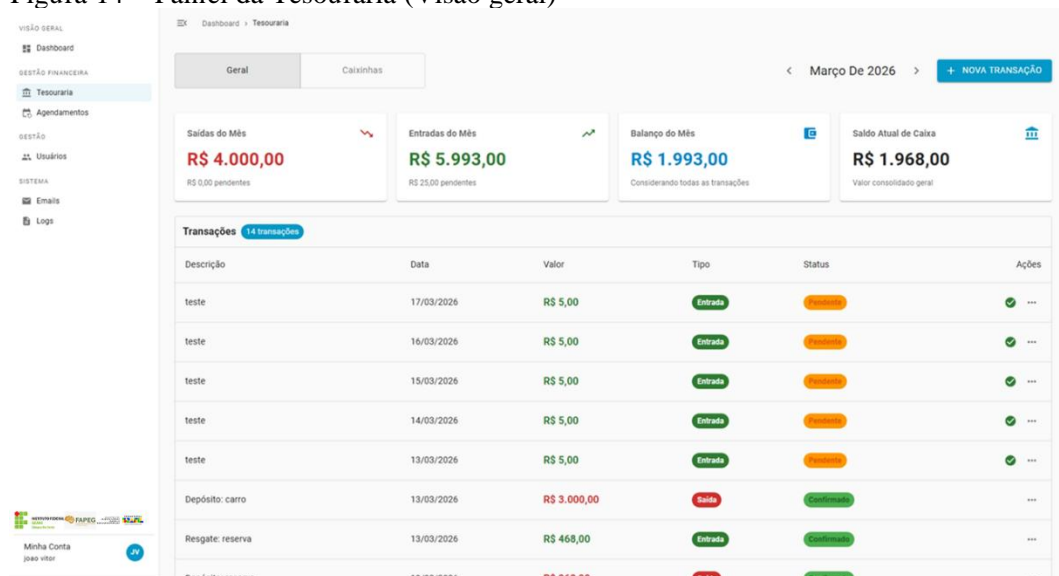 Figura 14 – Painel da Tesouraria (Visão geral)
VISÃO GERAL
Dashboard
GESTÃO FINANCEIRA
Tesouraria
Agendamentos
GESTÃO
Usuários
SISTEMA
Emails
Logs
FAPEG
Minha Conta
joao vitor
JV
Dashboard > Tesouraria
Geral Caixinhas
< Março De 2026 > + NOVA TRANSAÇÃO
Saídas do Mês
R$ 4.000,00
R$ 0,00 pendentes
Entradas do Mês
R$ 5.993,00
R$ 25,00 pendentes
Balanço do Mês
R$ 1.993,00
Considerando todas as transações
Saldo Atual de Caixa
R$ 1.968,00
Valor consolidado geral
Transações 14 transações
Descrição Data Valor Tipo Status Ações
teste 17/03/2026 R$ 5,00 Entrada Pendente
teste 16/03/2026 R$ 5,00 Entrada Pendente
teste 15/03/2026 R$ 5,00 Entrada Pendente
teste 14/03/2026 R$ 5,00 Entrada Pendente
teste 13/03/2026 R$ 5,00 Entrada Pendente
Depósito: carro 13/03/2026 R$ 3.000,00 Saída Confirmado
Resgate: reserva 13/03/2026 R$ 468,00 Entrada Confirmado